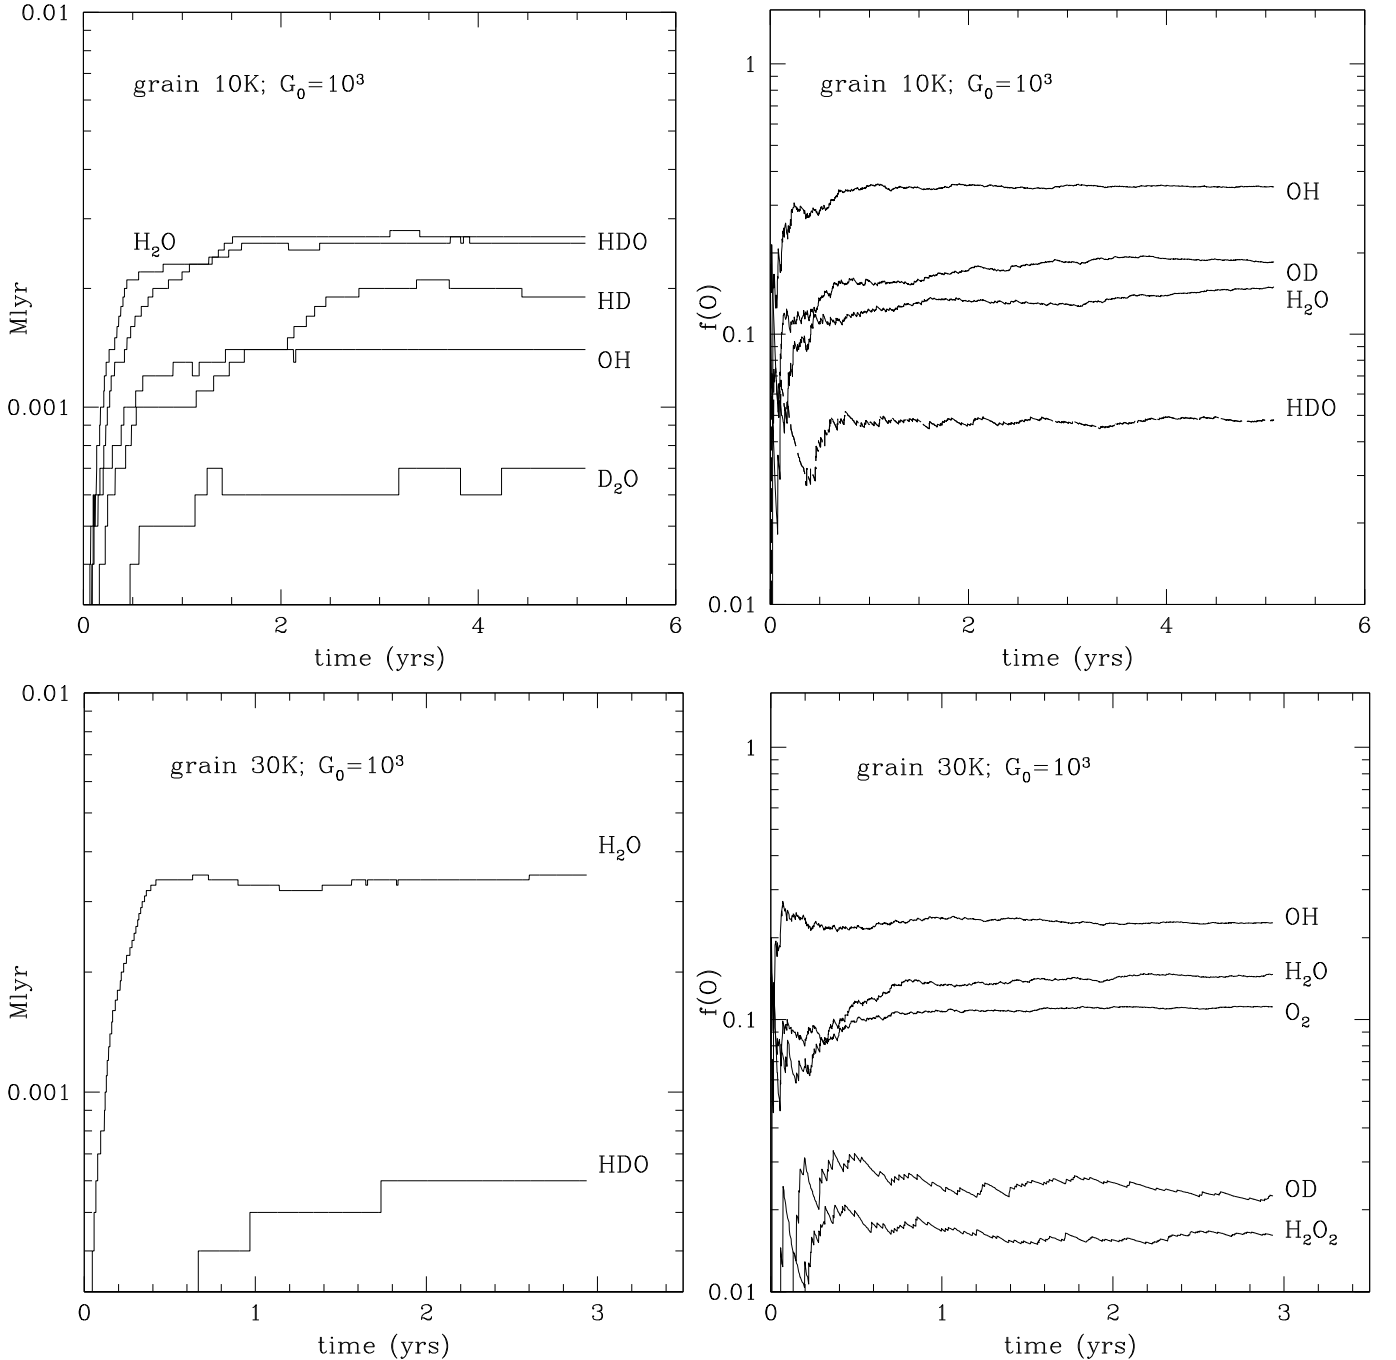 0.01
grain 10K; G₀=10³
H₂O
HDO
HD
OH
D₂O
0.001
Mlyr
0 2 4 6
time (yrs)
1
grain 10K; G₀=10³
OH
OD
H₂O
HDO
0.1
0.01
f(O)
0 2 4 6
time (yrs)
0.01
grain 30K; G₀=10³
H₂O
HDO
0.001
Mlyr
0 1 2 3
time (yrs)
1
grain 30K; G₀=10³
OH
H₂O
O₂
OD
H₂O₂
0.1
0.01
f(O)
0 1 2 3
time (yrs)